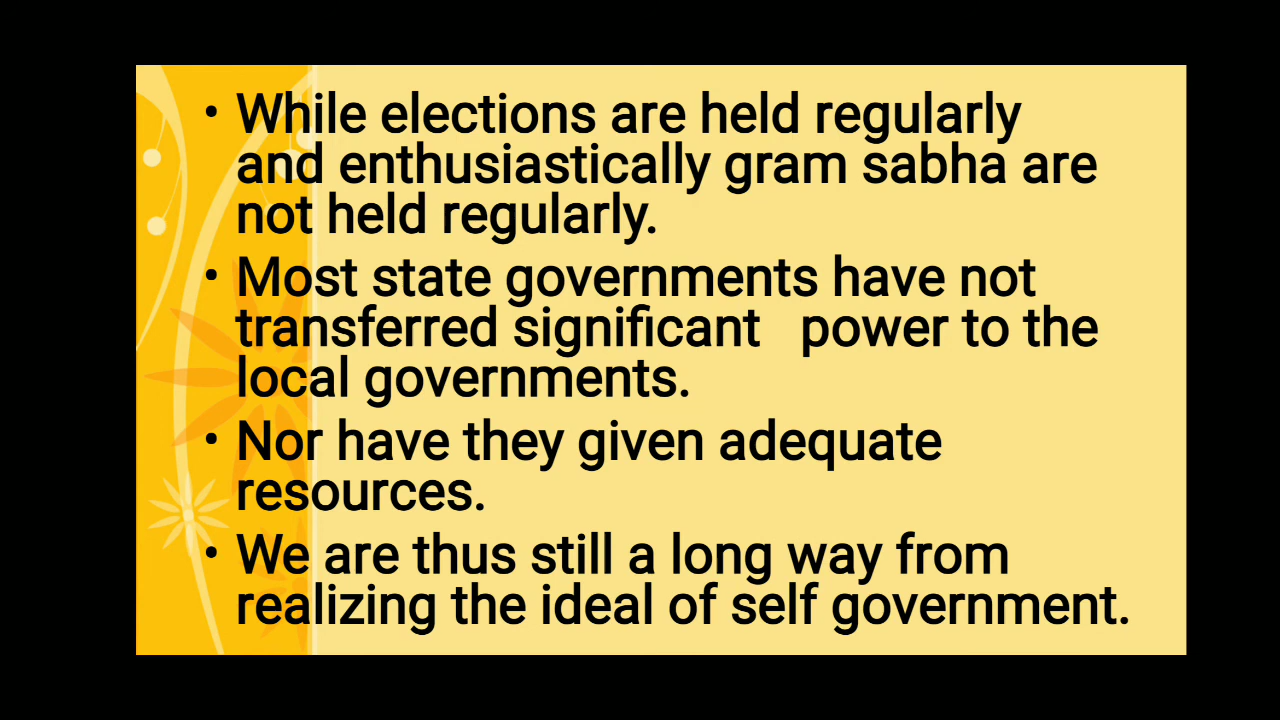 • While elections are held regularly
and enthusiastically gram sabha are
not held regularly.
• Most state governments have not
transferred significant   power to the
local governments.
• Nor have they given adequate
resources.
• We are thus still a long way from
realizing the ideal of self government.